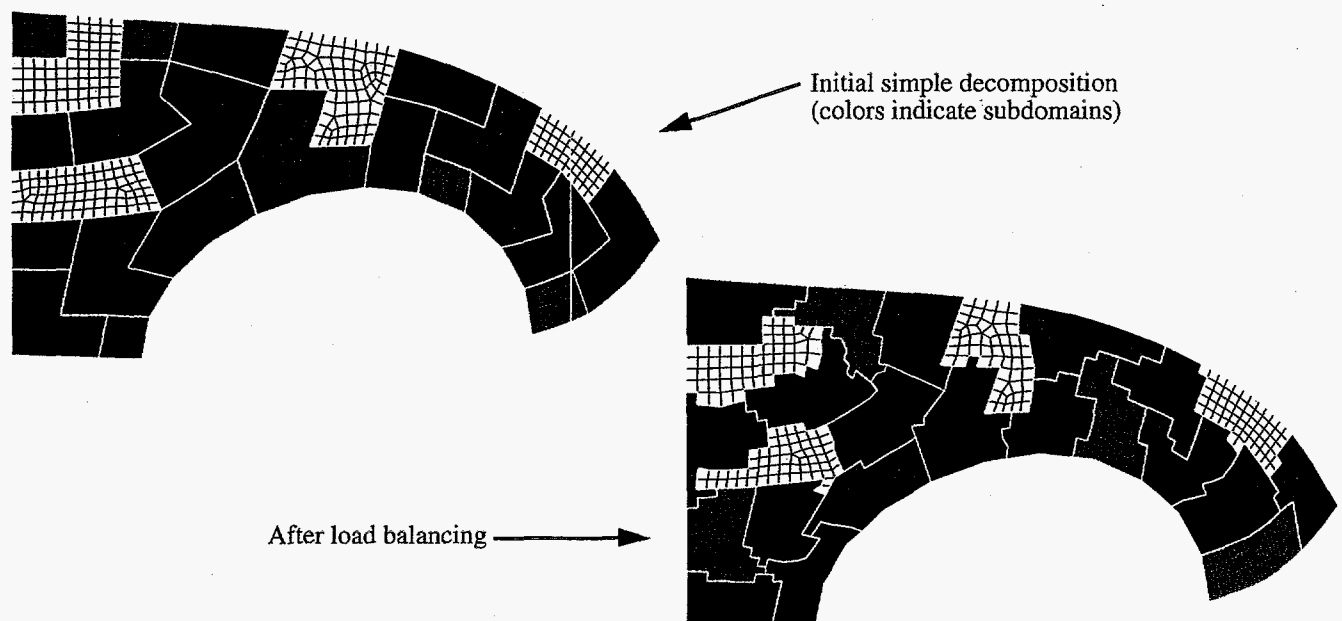 Initial simple decomposition
(colors indicate subdomains)
After load balancing